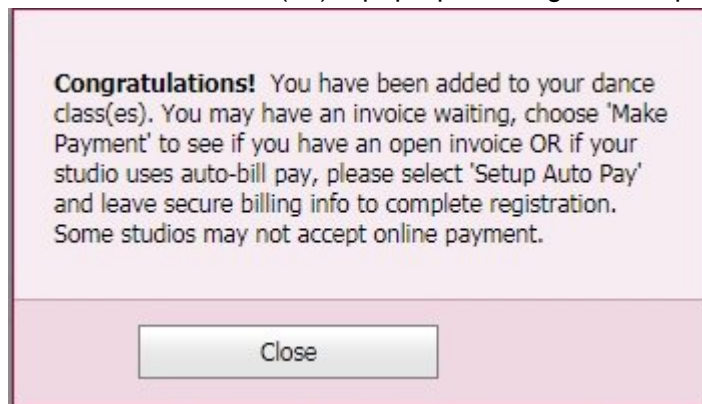 Congratulations! You have been added to your dance
class(es). You may have an invoice waiting, choose 'Make
Payment' to see if you have an open invoice OR if your
studio uses auto-bill pay, please select 'Setup Auto Pay'
and leave secure billing info to complete registration.
Some studios may not accept online payment.
Close